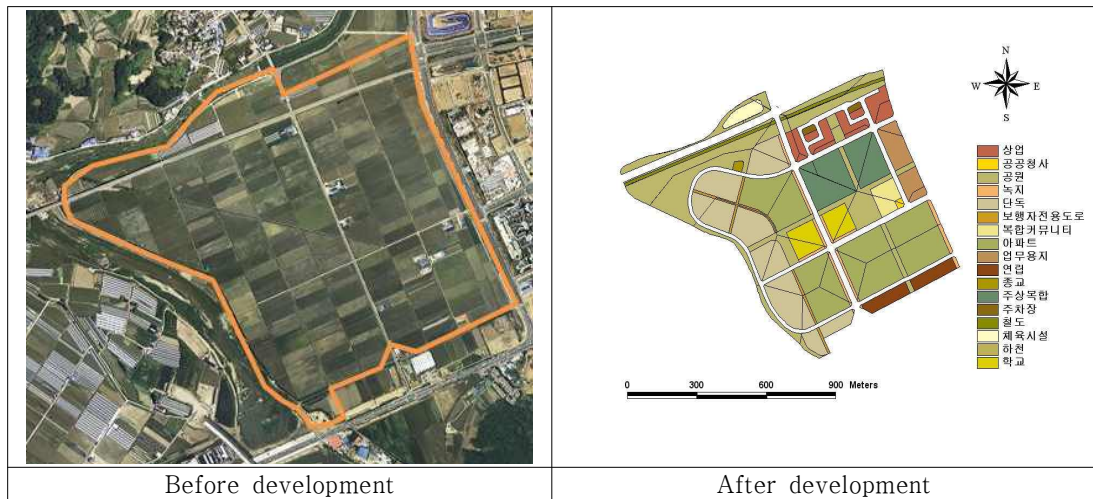 N
W E
S
상업
공공청사
공원
녹지
단독
보행자전용도로
복합커뮤니티
아파트
업무용지
연립
종교
주상복합
주차장
철도
체육시설
하천
학교
0 300 600 900 Meters
Before development After development